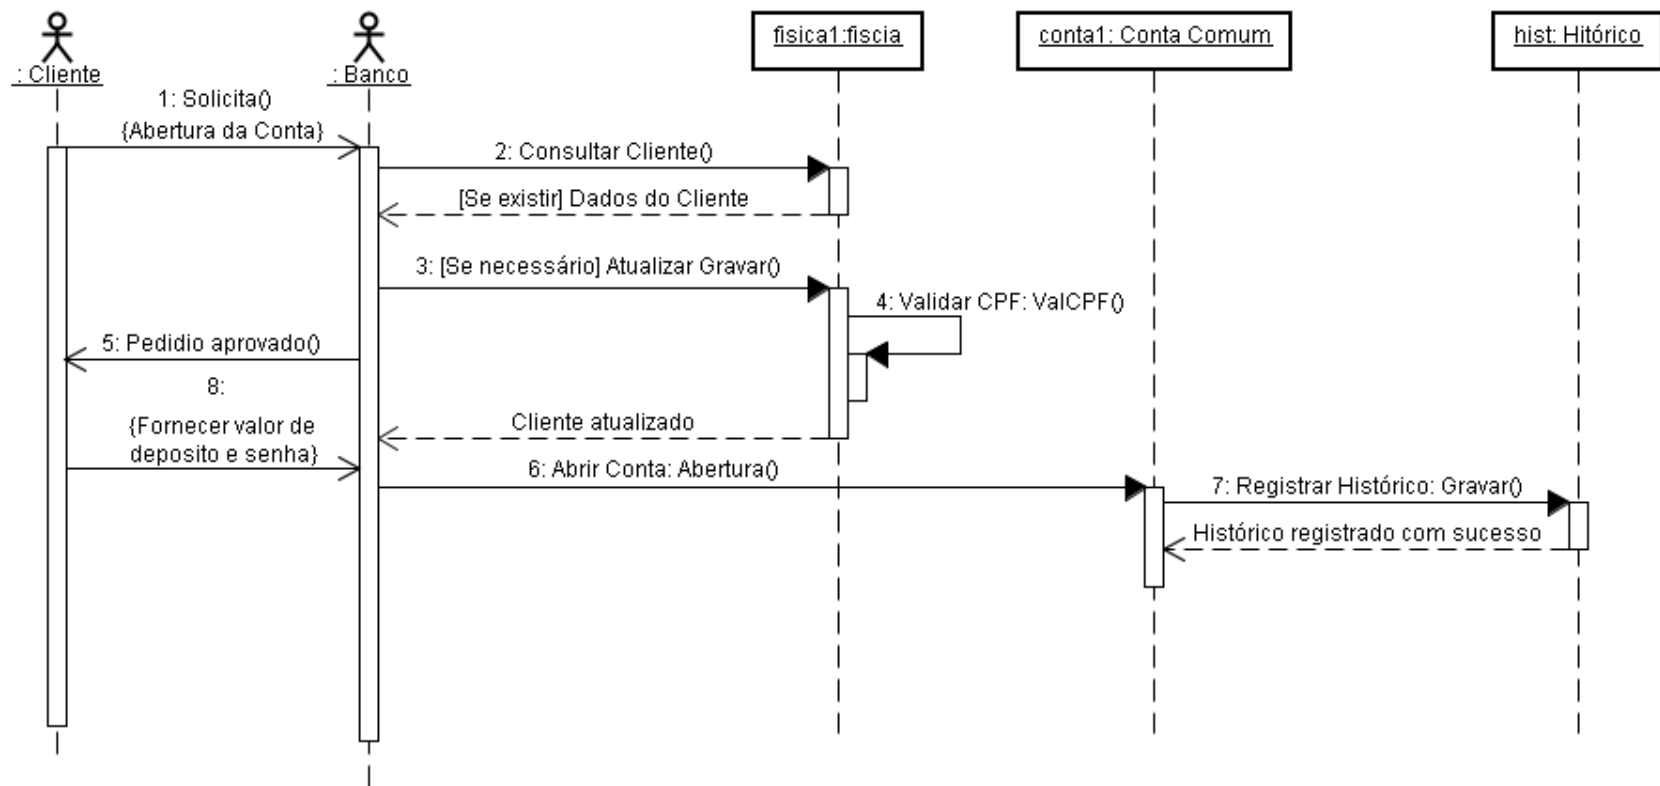 : Cliente
: Banco
fisica1:fiscia
conta1: Conta Comum
hist: Hitórico
1: Solicita()
{Abertura da Conta}
2: Consultar Cliente()
[Se existir] Dados do Cliente
3: [Se necessário] Atualizar Gravar()
4: Validar CPF: ValCPF()
5: Pedidio aprovado()
8:
{Fornecer valor de
deposito e senha}
Cliente atualizado
6: Abrir Conta: Abertura()
7: Registrar Histórico: Gravar()
Histórico registrado com sucesso